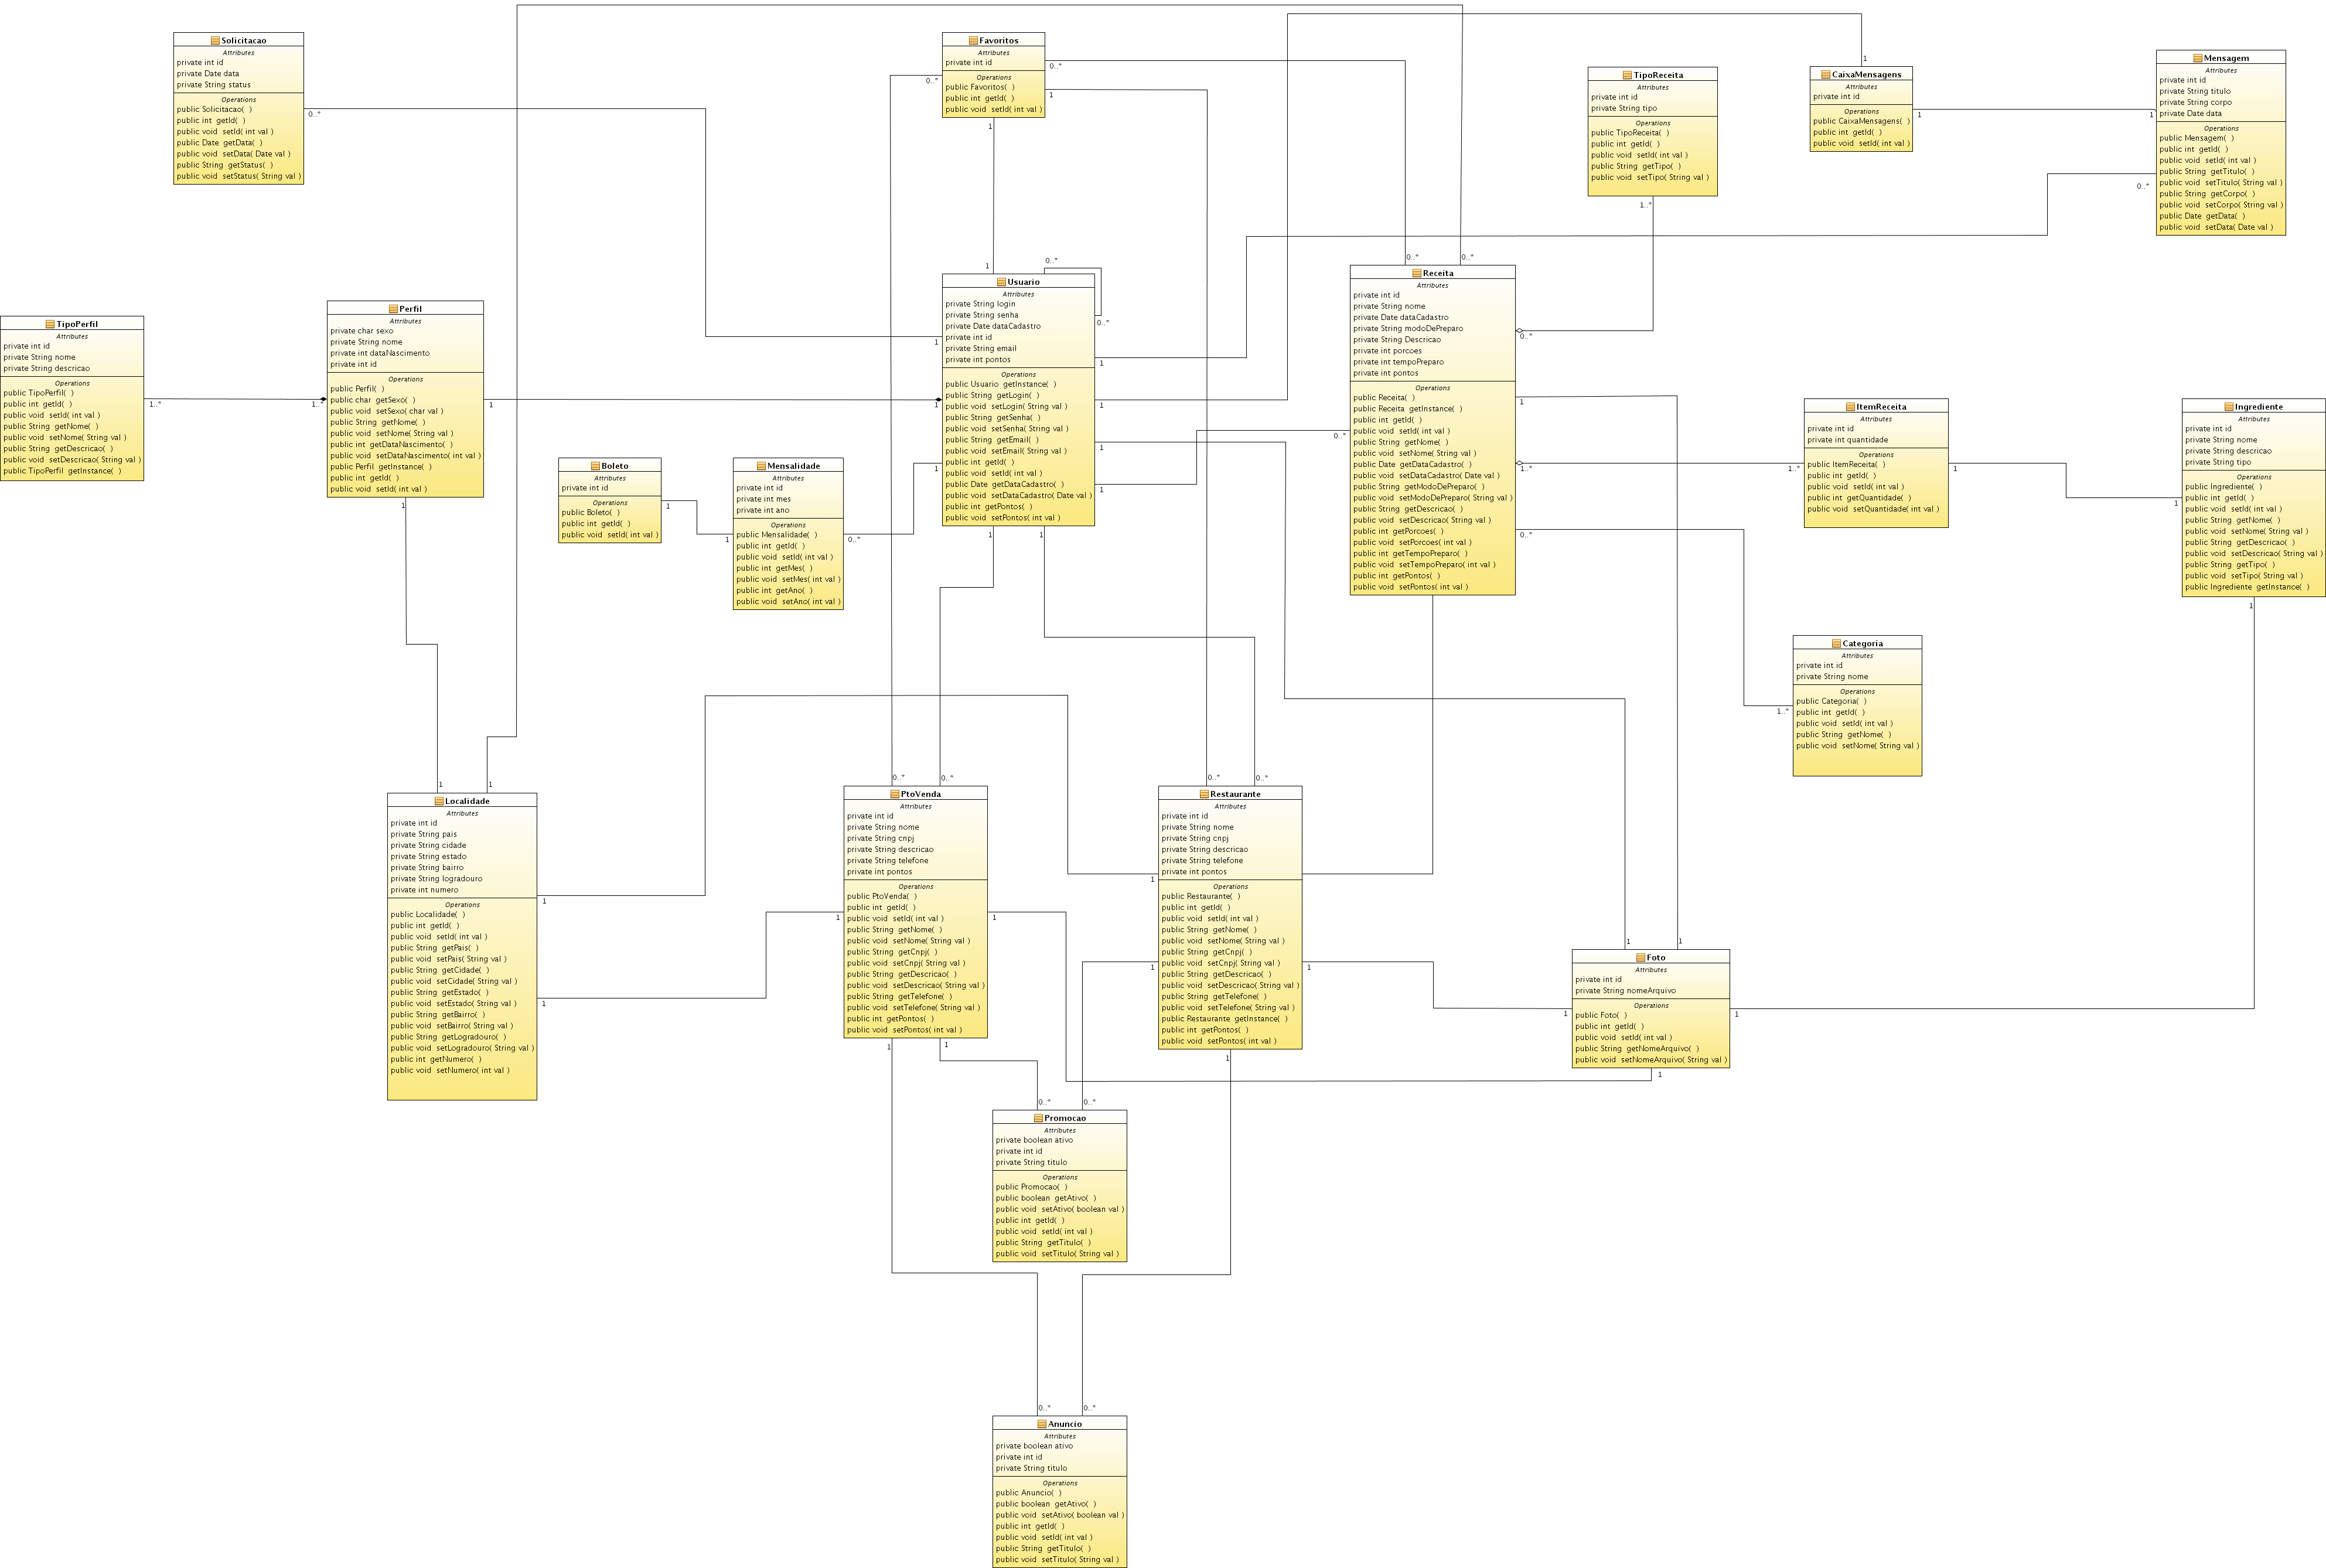 Solicitacao
Attributes
private int id
private Date data
private String status
Operations
public Solicitacao( )
public int getId( )
public void setId( int val )
public Date getData( )
public void setData( Date val )
public String getStatus( )
public void setStatus( String val )
0..*
Favoritos
Attributes
private int id
Operations
public Favoritos( )
public int getId( )
public void setId( int val )
0..*
0..*
1
1
TipoReceita
Attributes
private int id
private String tipo
Operations
public TipoReceita( )
public int getId( )
public void setId( int val )
public String getTipo( )
public void setTipo( String val )
1..*
1
CaixaMensagens
Attributes
private int id
Operations
public CaixaMensagens( )
public int getId( )
public void setId( int val )
1
1
Mensagem
Attributes
private int id
private String titulo
private String corpo
private Date data
Operations
public Mensagem( )
public int getId( )
public void setId( int val )
public String getTitulo( )
public void setTitulo( String val )
public String getCorpo( )
public void setCorpo( String val )
public Date getData( )
public void setData( Date val )
0..*
TipoPerfil
Attributes
private int id
private String nome
private String descricao
Operations
public TipoPerfil( )
public int getId( )
public void setId( int val )
public String getNome( )
public void setNome( String val )
public String getDescricao( )
public void setDescricao( String val )
public TipoPerfil getInstance( )
1..*
1..*
Perfil
Attributes
private char sexo
private String nome
private int dataNascimento
private int id
Operations
public Perfil( )
public char getSexo( )
public void setSexo( char val )
public String getNome( )
public void setNome( String val )
public int getDataNascimento( )
public void setDataNascimento( int val )
public Perfil getInstance( )
public int getId( )
public void setId( int val )
1
1
Boleto
Attributes
private int id
Operations
public Boleto( )
public int getId( )
public void setId( int val )
1
1
Mensalidade
Attributes
private int id
private int mes
private int ano
Operations
public Mensalidade( )
public int getId( )
public void setId( int val )
public int getMes( )
public void setMes( int val )
public int getAno( )
public void setAno( int val )
0..*
1
0..*
0..*
Usuario
Attributes
private String login
private String senha
private Date dataCadastro
private int id
private String email
private int pontos
Operations
public Usuario getInstance( )
public String getLogin( )
public void setLogin( String val )
public String getSenha( )
public void setSenha( String val )
public String getEmail( )
public void setEmail( String val )
public int getId( )
public void setId( int val )
public Date getDataCadastro( )
public void setDataCadastro( Date val )
public int getPontos( )
public void setPontos( int val )
1
1
1
1
1
1
1
1
1
0..*
0..*
Receita
Attributes
private int id
private String nome
private Date dataCadastro
private String modoDePreparo
private String Descricao
private int porcoes
private int tempoPreparo
private int pontos
Operations
public Receita( )
public Receita getInstance( )
public int getId( )
public void setId( int val )
public String getNome( )
public void setNome( String val )
public Date getDataCadastro( )
public void setDataCadastro( Date val )
public String getModoDePreparo( )
public void setModoDePreparo( String val )
public String getDescricao( )
public void setDescricao( String val )
public int getPorcoes( )
public void setPorcoes( int val )
public int getTempoPreparo( )
public void setTempoPreparo( int val )
public int getPontos( )
public void setPontos( int val )
0..*
0..*
1
1..*
0..*
ItemReceita
Attributes
private int id
private int quantidade
Operations
public ItemReceita( )
public int getId( )
public void setId( int val )
public int getQuantidade( )
public void setQuantidade( int val )
1..*
1
Ingrediente
Attributes
private int id
private String nome
private String descricao
private String tipo
Operations
public Ingrediente( )
public int getId( )
public void setId( int val )
public String getNome( )
public void setNome( String val )
public String getDescricao( )
public void setDescricao( String val )
public String getTipo( )
public void setTipo( String val )
public Ingrediente getInstance( )
1
1
Categoria
Attributes
private int id
private String nome
Operations
public Categoria( )
public int getId( )
public void setId( int val )
public String getNome( )
public void setNome( String val )
1..*
1
1
Localidade
Attributes
private int id
private String pais
private String cidade
private String estado
private String bairro
private String logradouro
private int numero
Operations
public Localidade( )
public int getId( )
public void setId( int val )
public String getPais( )
public void setPais( String val )
public String getCidade( )
public void setCidade( String val )
public String getEstado( )
public void setEstado( String val )
public String getBairro( )
public void setBairro( String val )
public String getLogradouro( )
public void setLogradouro( String val )
public int getNumero( )
public void setNumero( int val )
1
1
0..*
0..*
PtoVenda
Attributes
private int id
private String nome
private String cnpj
private String descricao
private String telefone
private int pontos
Operations
public PtoVenda( )
public int getId( )
public void setId( int val )
public String getNome( )
public void setNome( String val )
public String getCnpj( )
public void setCnpj( String val )
public String getDescricao( )
public void setDescricao( String val )
public String getTelefone( )
public void setTelefone( String val )
public int getPontos( )
public void setPontos( int val )
1
1
1
1
0..*
0..*
Restaurante
Attributes
private int id
private String nome
private String cnpj
private String descricao
private String telefone
private int pontos
Operations
public Restaurante( )
public int getId( )
public void setId( int val )
public String getNome( )
public void setNome( String val )
public String getCnpj( )
public void setCnpj( String val )
public String getDescricao( )
public void setDescricao( String val )
public String getTelefone( )
public void setTelefone( String val )
public Restaurante getInstance( )
public int getPontos( )
public void setPontos( int val )
1
1
1
1
1
1
Foto
Attributes
private int id
private String nomeArquivo
Operations
public Foto( )
public int getId( )
public void setId( int val )
public String getNomeArquivo( )
public void setNomeArquivo( String val )
1
1
1
0..*
0..*
Promocao
Attributes
private boolean ativo
private int id
private String titulo
Operations
public Promocao( )
public boolean getAtivo( )
public void setAtivo( boolean val )
public int getId( )
public void setId( int val )
public String getTitulo( )
public void setTitulo( String val )
0..*
0..*
Anuncio
Attributes
private boolean ativo
private int id
private String titulo
Operations
public Anuncio( )
public boolean getAtivo( )
public void setAtivo( boolean val )
public int getId( )
public void setId( int val )
public String getTitulo( )
public void setTitulo( String val )